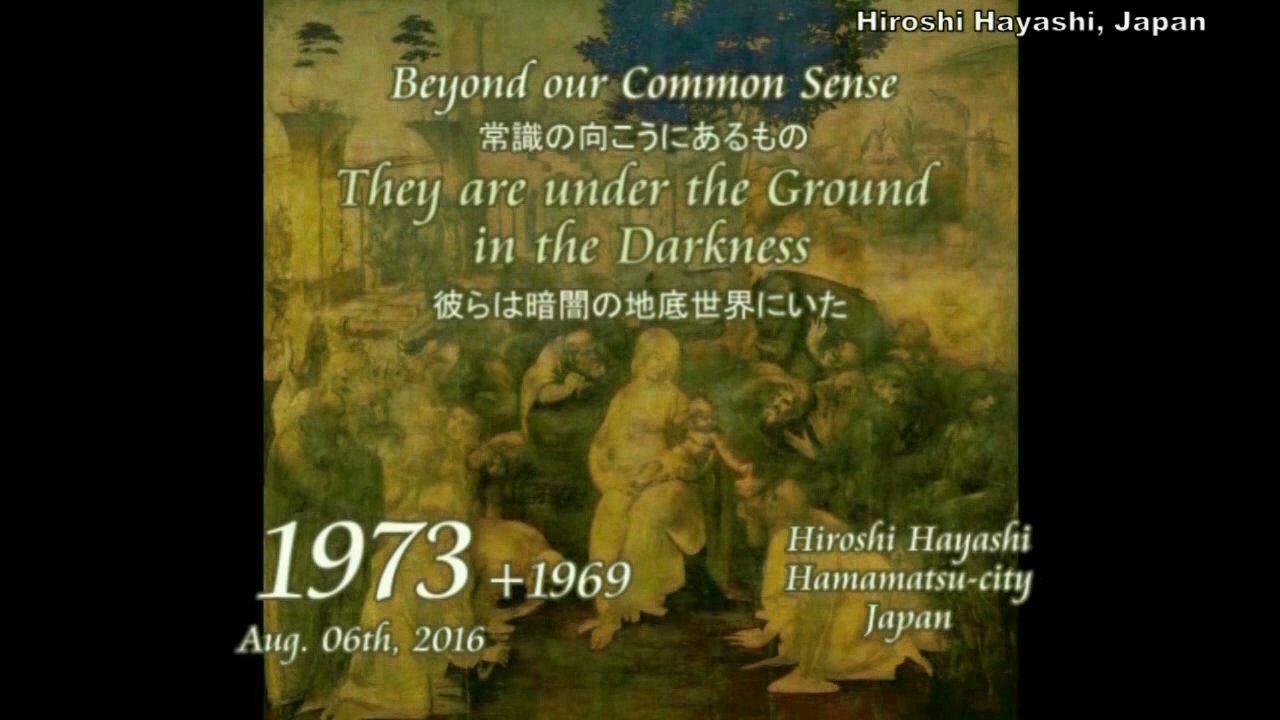 Hiroshi Hayashi, Japan
Beyond our Common Sense
常識の向こうにあるもの
They are under the Ground
in the Darkness
彼らは暗闇の地底世界にいた
1973 +1969
Aug. 06th, 2016
Hiroshi Hayashi
Hamamatsu-city
Japan